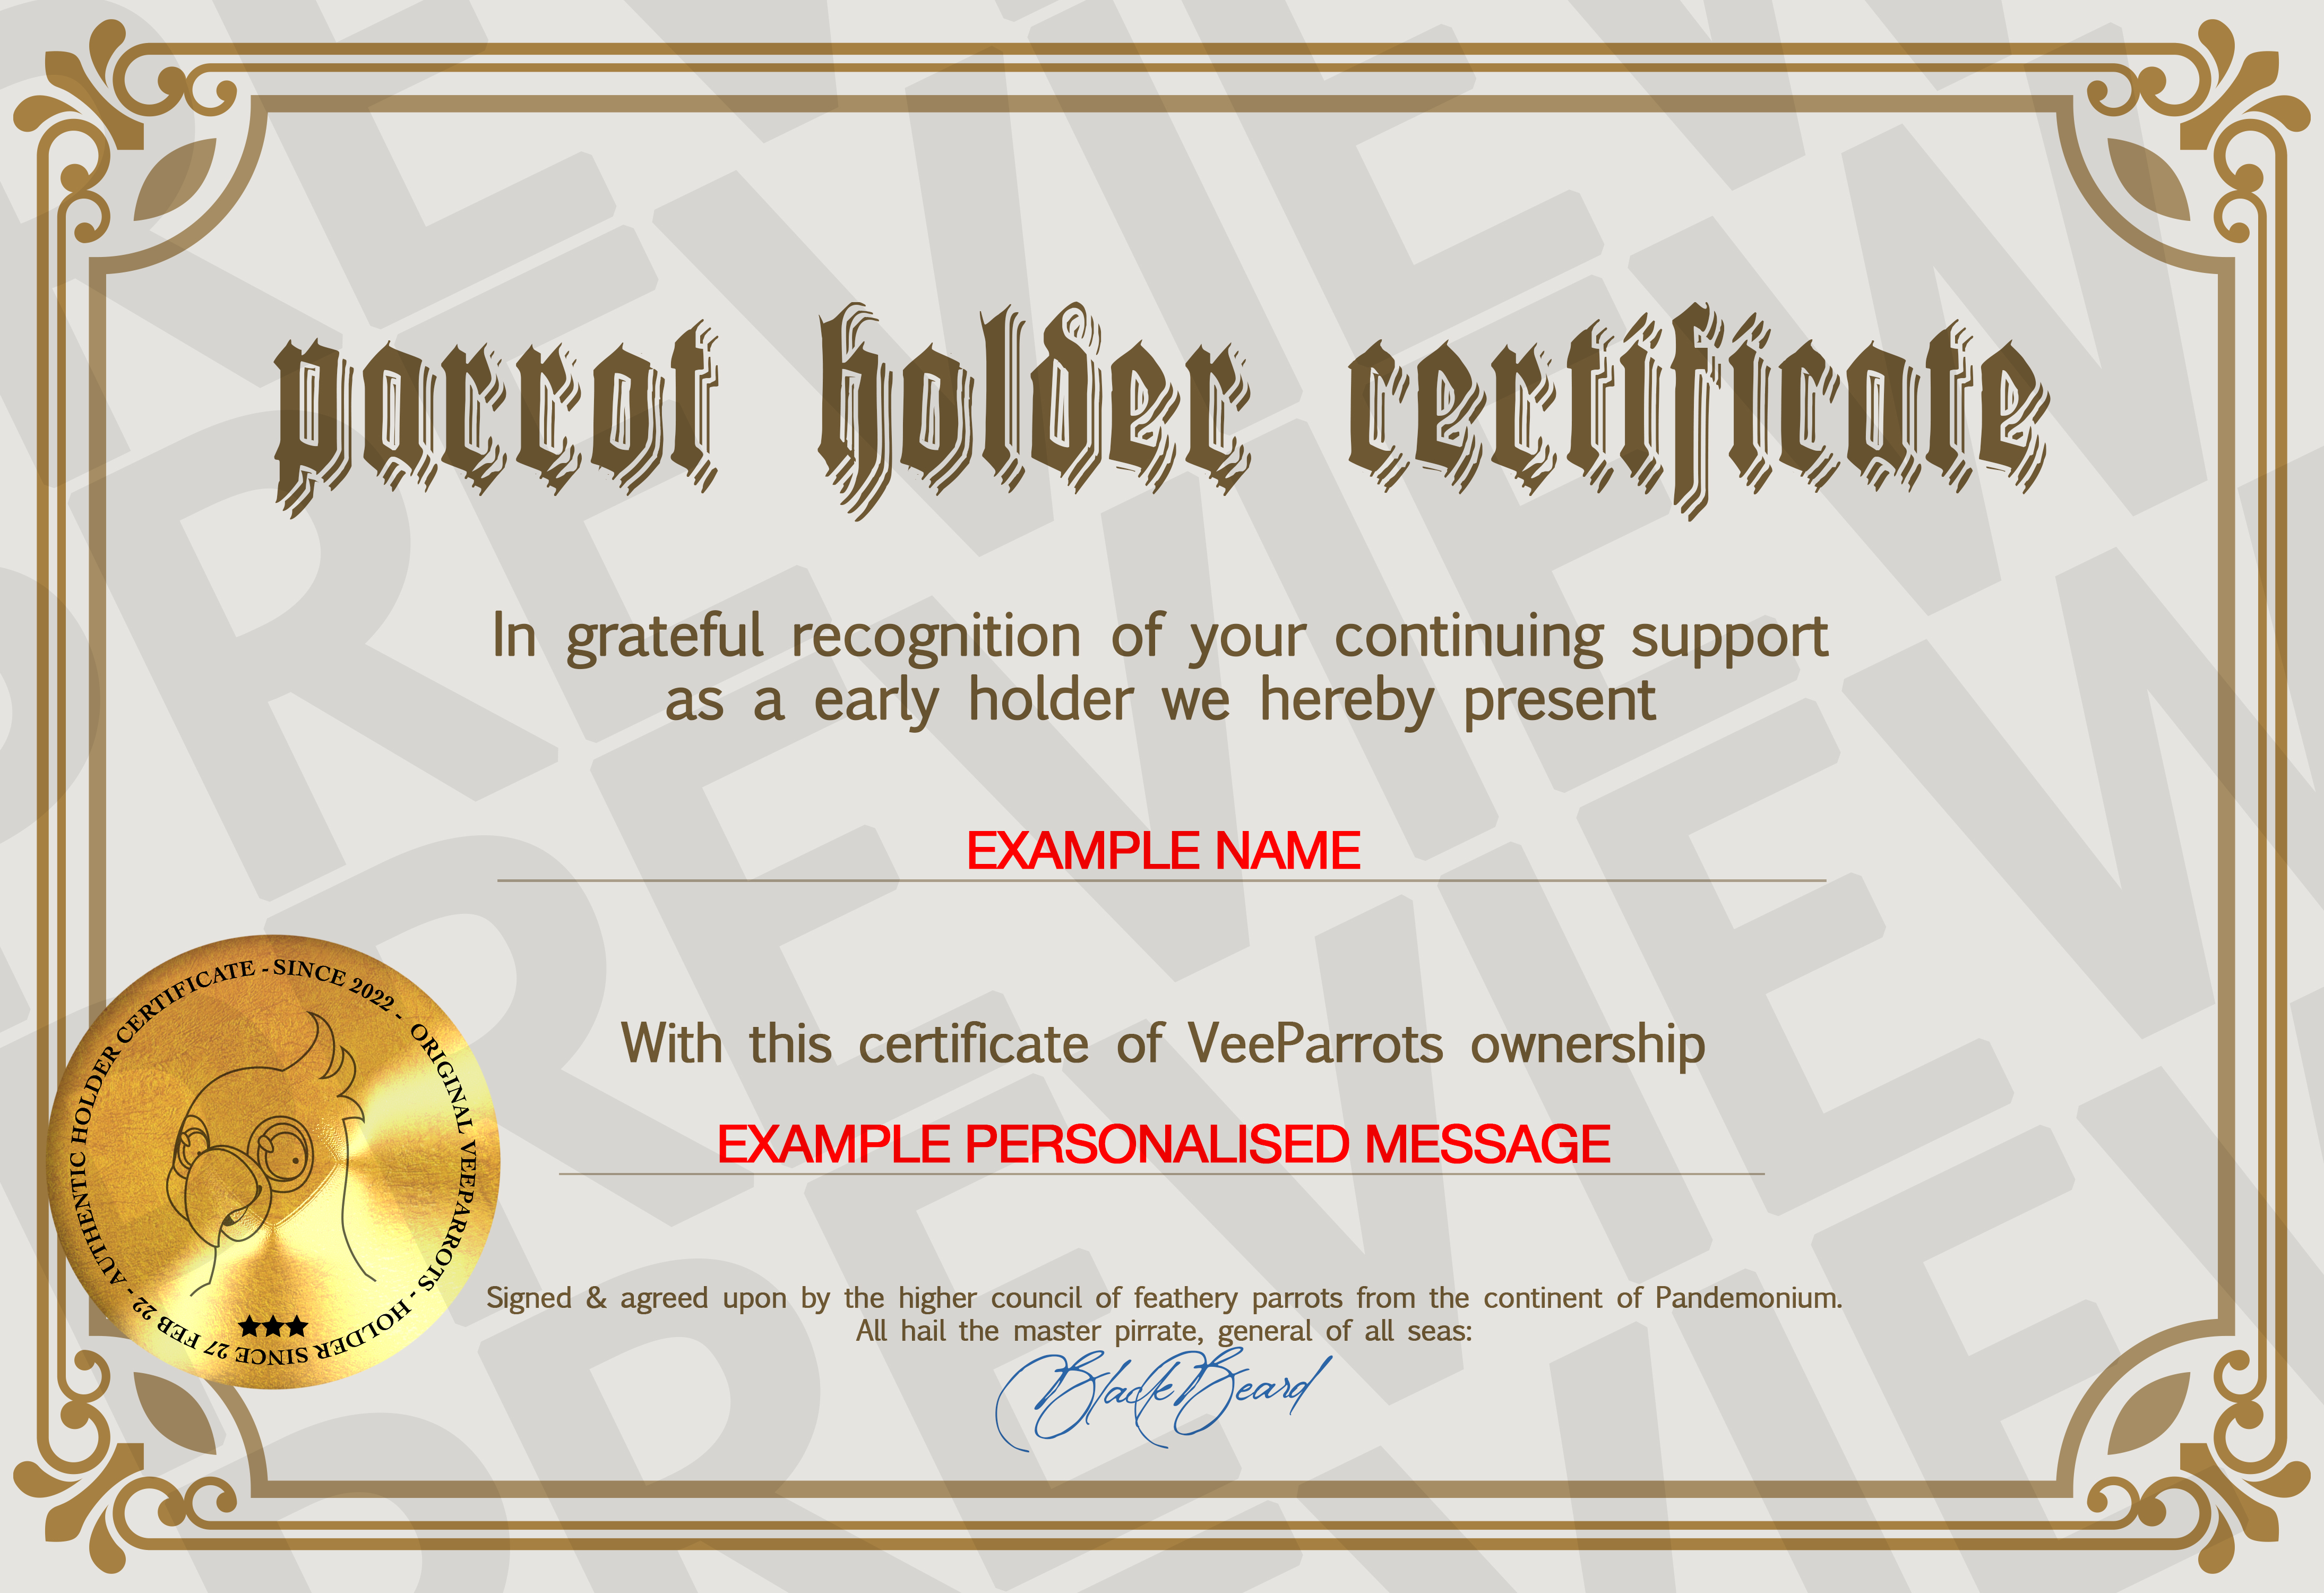 parrot holder certificate
In grateful recognition of your continuing support
as a early holder we hereby present
EXAMPLE NAME
With this certificate of VeeParrots ownership
EXAMPLE PERSONALISED MESSAGE
AUTHENTIC HOLDER CERTIFICATE - SINCE 2022 - ORIGINAL VEEPARROTS - HOLDER SINCE 27 FEB 22 -
Signed & agreed upon by the higher council of feathery parrots from the continent of Pandemonium.
All hail the master pirrate, general of all seas:
BlackBeard
PREVIEW
PREVIEW
PREVIEW
PREVIEW